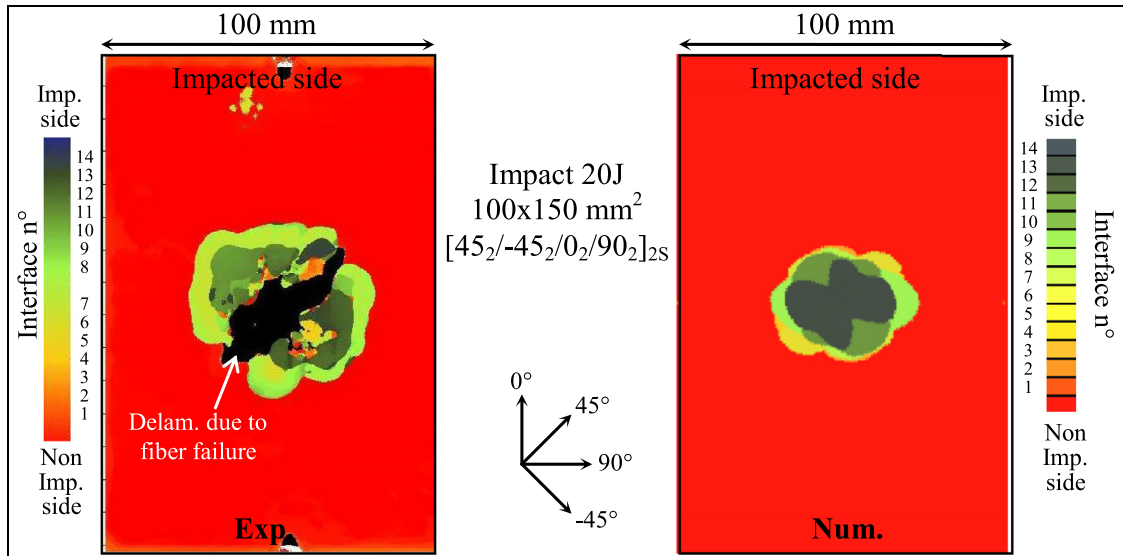 100 mm
Impacted side
Imp.
side
14
13
12
11
10
9
8
7
6
5
4
3
2
1
Interface n°
Non
Imp.
side
Delam. due to
fiber failure
Exp.
Impact 20J
100x150 mm²
[45₂/-45₂/0₂/90₂]₂S
0°
45°
90°
-45°
100 mm
Impacted side
Num.
Imp.
side
14
13
12
11
10
9
8
7
6
5
4
3
2
1
Interface n°
Non
Imp.
side